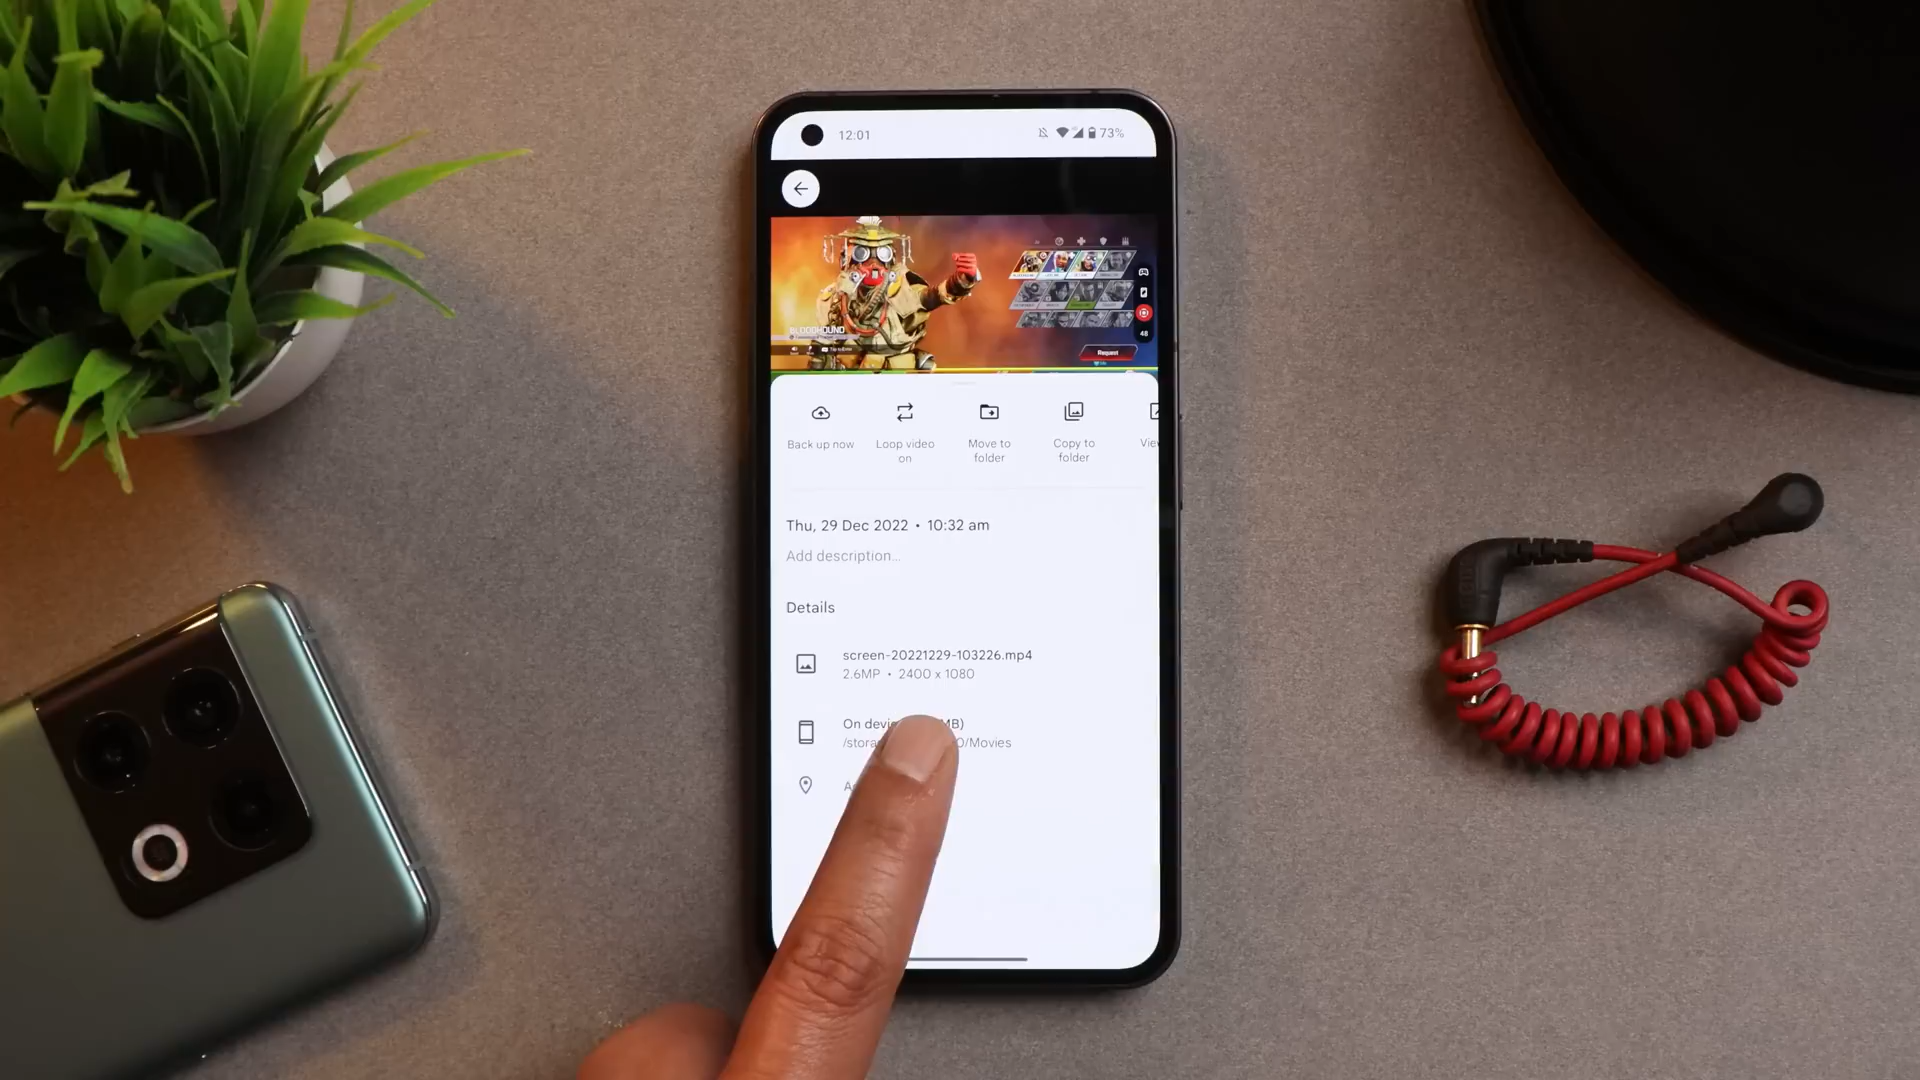 12:01
73%
BLOODHOUND
Request
48
Back up now
Loop video
on
Move to
folder
Copy to
folder
Thu, 29 Dec 2022 • 10:32 am
Add description...
Details
screen-20221229-103226.mp4
2.6MP • 2400 x 1080
On MB)
0/Movies